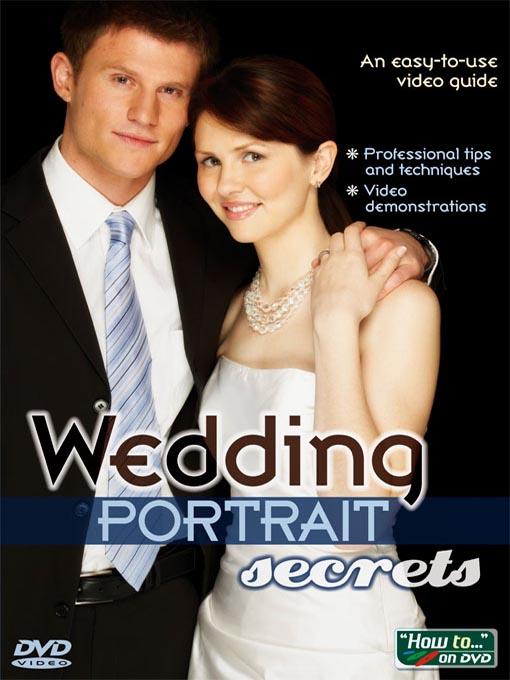 An easy-to-use
video guide
* Professional tips
and techniques
* Video
demonstrations
Wedding
PORTRAIT
secrets
DVD
VIDEO
"How to..."
on DVD